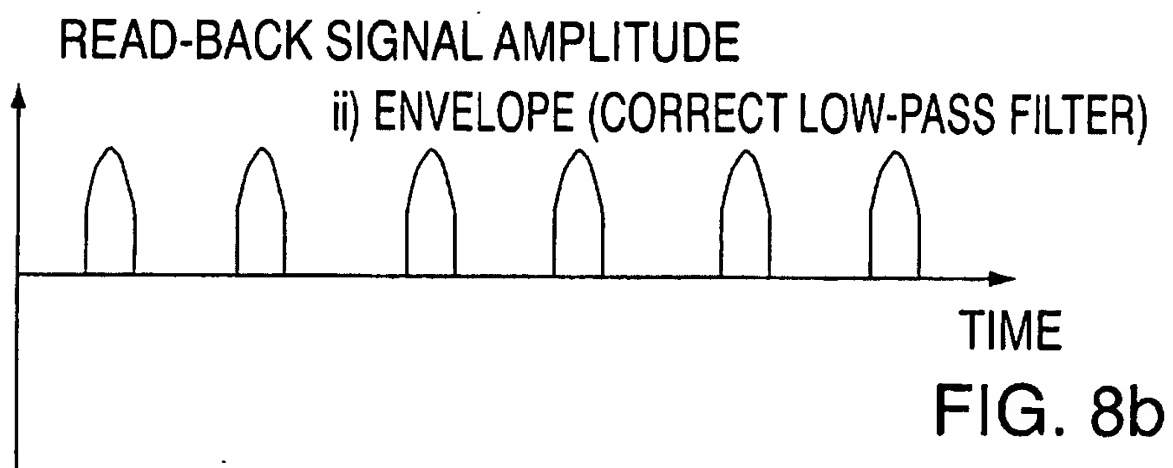 READ-BACK SIGNAL AMPLITUDE
ii) ENVELOPE (CORRECT LOW-PASS FILTER)
TIME
FIG. 8b